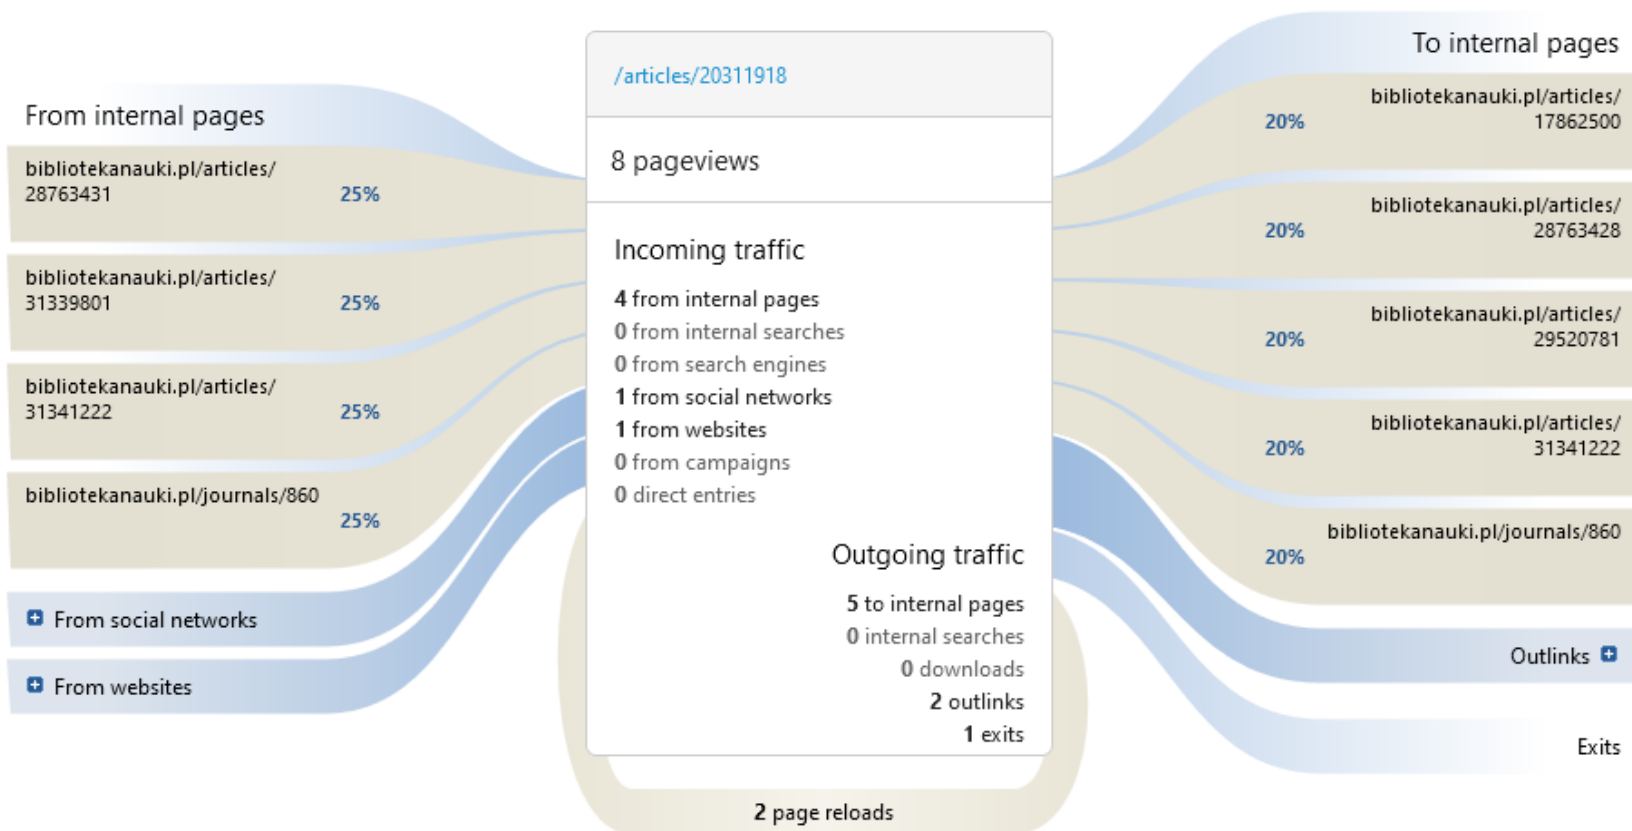 From internal pages
bibliotekanauki.pl/articles/
28763431
25%
bibliotekanauki.pl/articles/
31339801
25%
bibliotekanauki.pl/articles/
31341222
25%
bibliotekanauki.pl/journals/860
25%
From social networks
From websites
/articles/20311918
8 pageviews
Incoming traffic
4 from internal pages
0 from internal searches
0 from search engines
1 from social networks
1 from websites
0 from campaigns
0 direct entries
Outgoing traffic
5 to internal pages
0 internal searches
0 downloads
2 outlinks
1 exits
2 page reloads
To internal pages
bibliotekanauki.pl/articles/
17862500
20%
bibliotekanauki.pl/articles/
28763428
20%
bibliotekanauki.pl/articles/
29520781
20%
bibliotekanauki.pl/articles/
31341222
20%
bibliotekanauki.pl/journals/860
20%
Outlinks
Exits